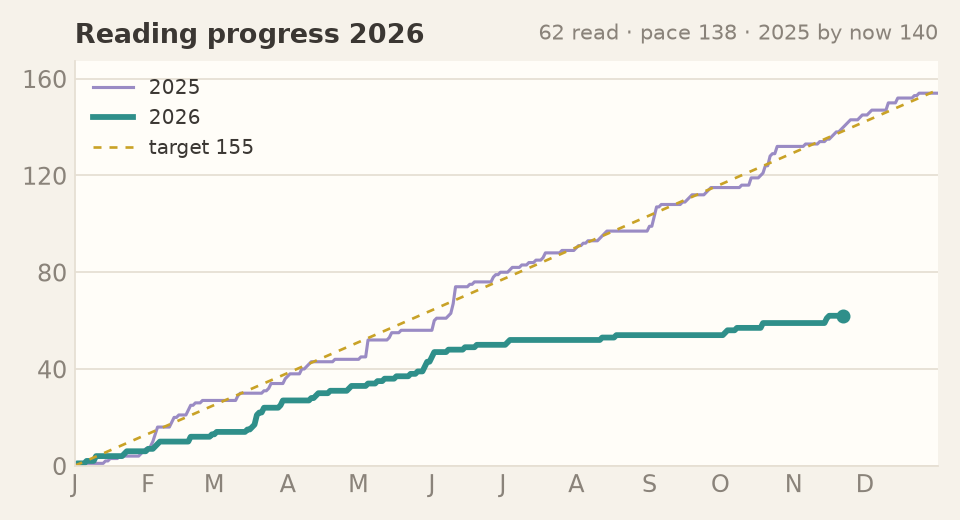 Reading progress 2026
62 read · pace 138 · 2025 by now 140
2025
2026
target 155
160
120
80
40
0
J F M A M J J A S O N D